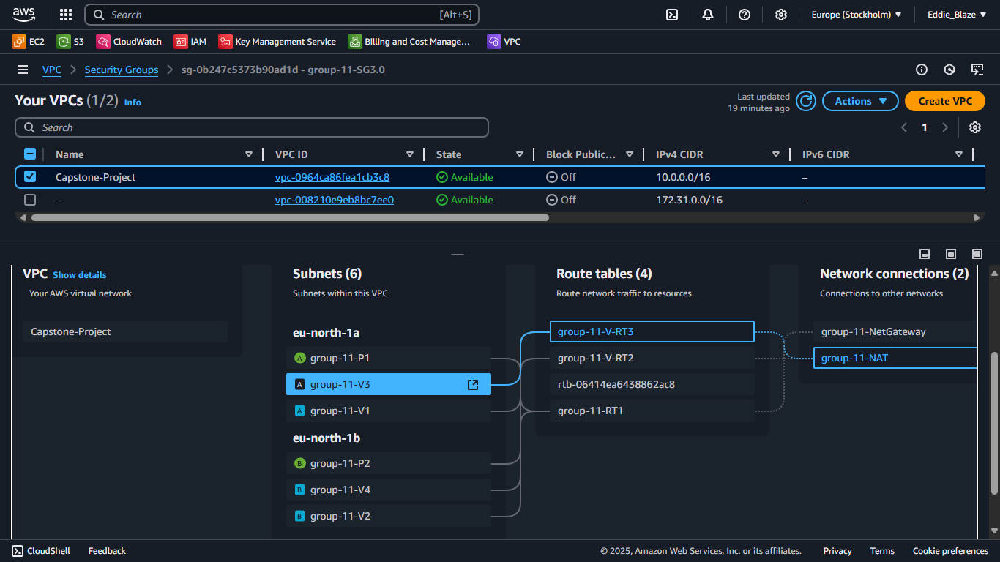 aws Search [Alt+S] Europe (Stockholm) Eddie_Blaze
EC2 S3 CloudWatch IAM Key Management Service Billing and Cost Manage... VPC
VPC Security Groups sg-0b247c5373b90ad1d - group-11-SG3.0
Your VPCs (1/2) Info
Last updated
19 minutes ago
Actions
Create VPC
Search
1
Name VPC ID State Block Public... IPv4 CIDR IPv6 CIDR
Capstone-Project vpc-0964ca86fea1cb3c8 Available Off 10.0.0.0/16 –
– vpc-008210e9eb8bc7ee0 Available Off 172.31.0.0/16 –
VPC Show details
Your AWS virtual network
Capstone-Project
Subnets (6)
Subnets within this VPC
eu-north-1a
A group-11-P1
A group-11-V3
A group-11-V1
eu-north-1b
B group-11-P2
B group-11-V4
B group-11-V2
Route tables (4)
Route network traffic to resources
group-11-V-RT3
group-11-V-RT2
rtb-06414ea6438862ac8
group-11-RT1
Network connections (2)
Connections to other networks
group-11-NetGateway
group-11-NAT
CloudShell Feedback © 2025, Amazon Web Services, Inc. or its affiliates. Privacy Terms Cookie preferences